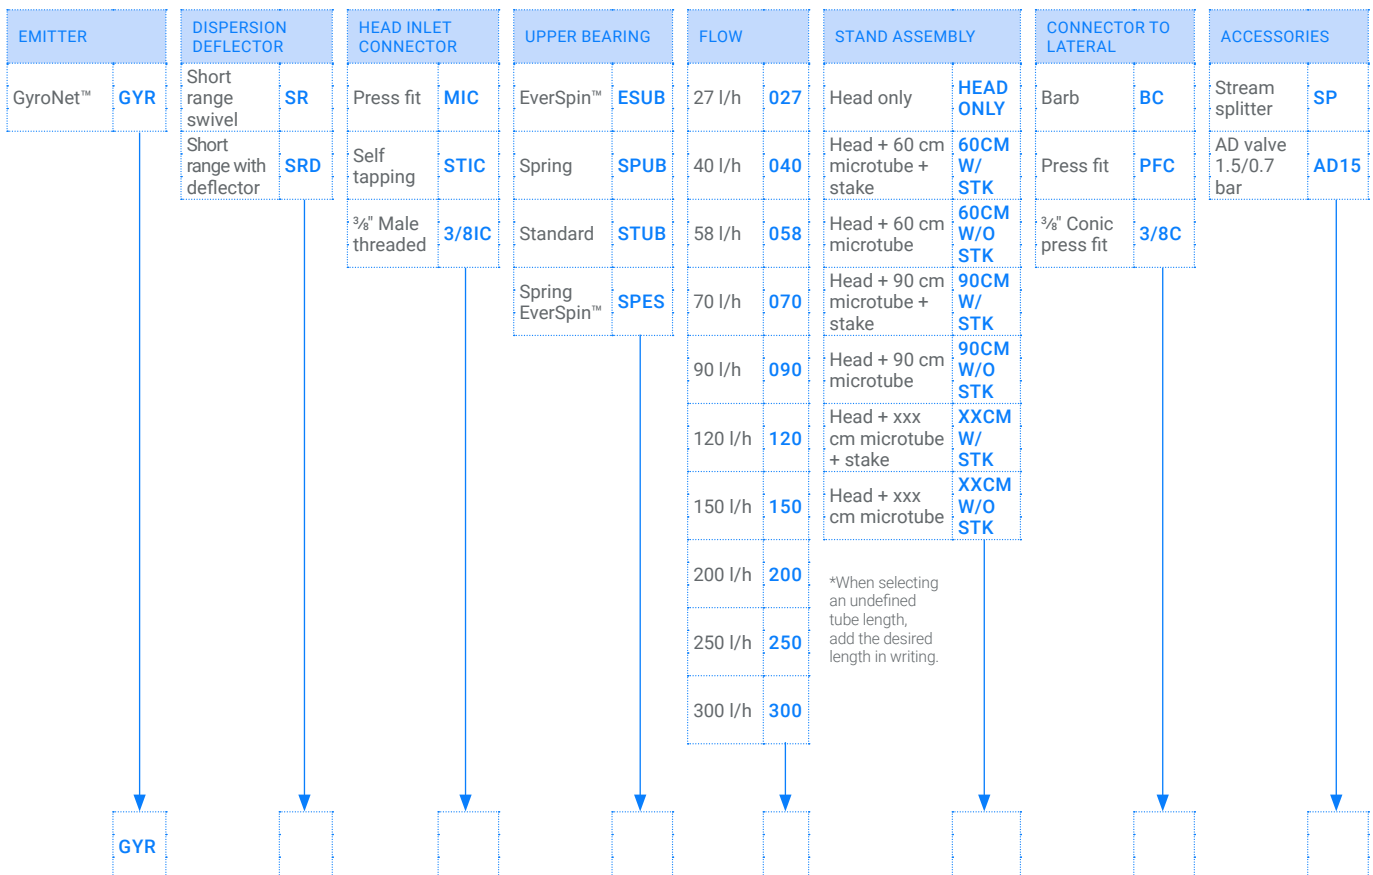 EMITTER
GyroNet™ GYR
DISPERSION
DEFLECTOR
Short
range
swivel
SR
Short
range with
deflector
SRD
HEAD INLET
CONNECTOR
Press fit MIC
Self
tapping
STIC
⅜" Male
threaded
3/8IC
UPPER BEARING
EverSpin™ ESUB
Spring SPUB
Standard STUB
Spring
EverSpin™
SPES
FLOW
27 l/h 027
40 l/h 040
58 l/h 058
70 l/h 070
90 l/h 090
120 l/h 120
150 l/h 150
200 l/h 200
250 l/h 250
300 l/h 300
STAND ASSEMBLY
Head only
HEAD
ONLY
Head + 60 cm
microtube +
stake
60CM
W/
STK
Head + 60 cm
microtube
60CM
W/O
STK
Head + 90 cm
microtube +
stake
90CM
W/
STK
Head + 90 cm
microtube
90CM
W/O
STK
Head + xxx
cm microtube
+ stake
XXCM
W/
STK
Head + xxx
cm microtube
XXCM
W/O
STK
*When selecting
an undefined
tube length,
add the desired
length in writing.
CONNECTOR TO
LATERAL
Barb BC
Press fit PFC
⅜" Conic
press fit
3/8C
ACCESSORIES
Stream
splitter
SP
AD valve
1.5/0.7
bar
AD15
GYR